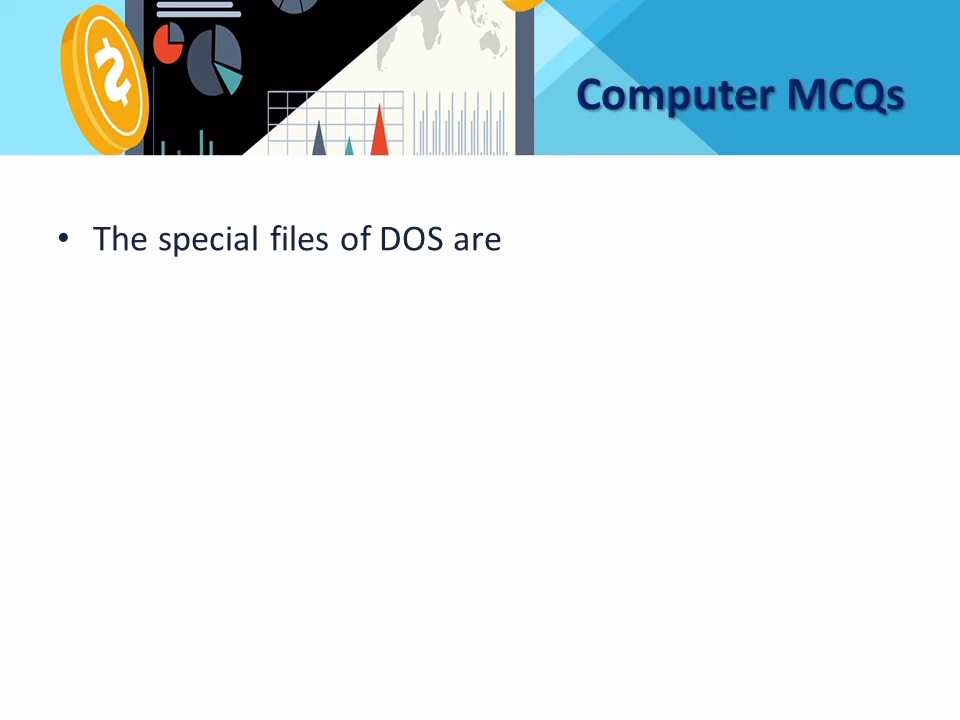 Computer MCQs
• The special files of DOS are